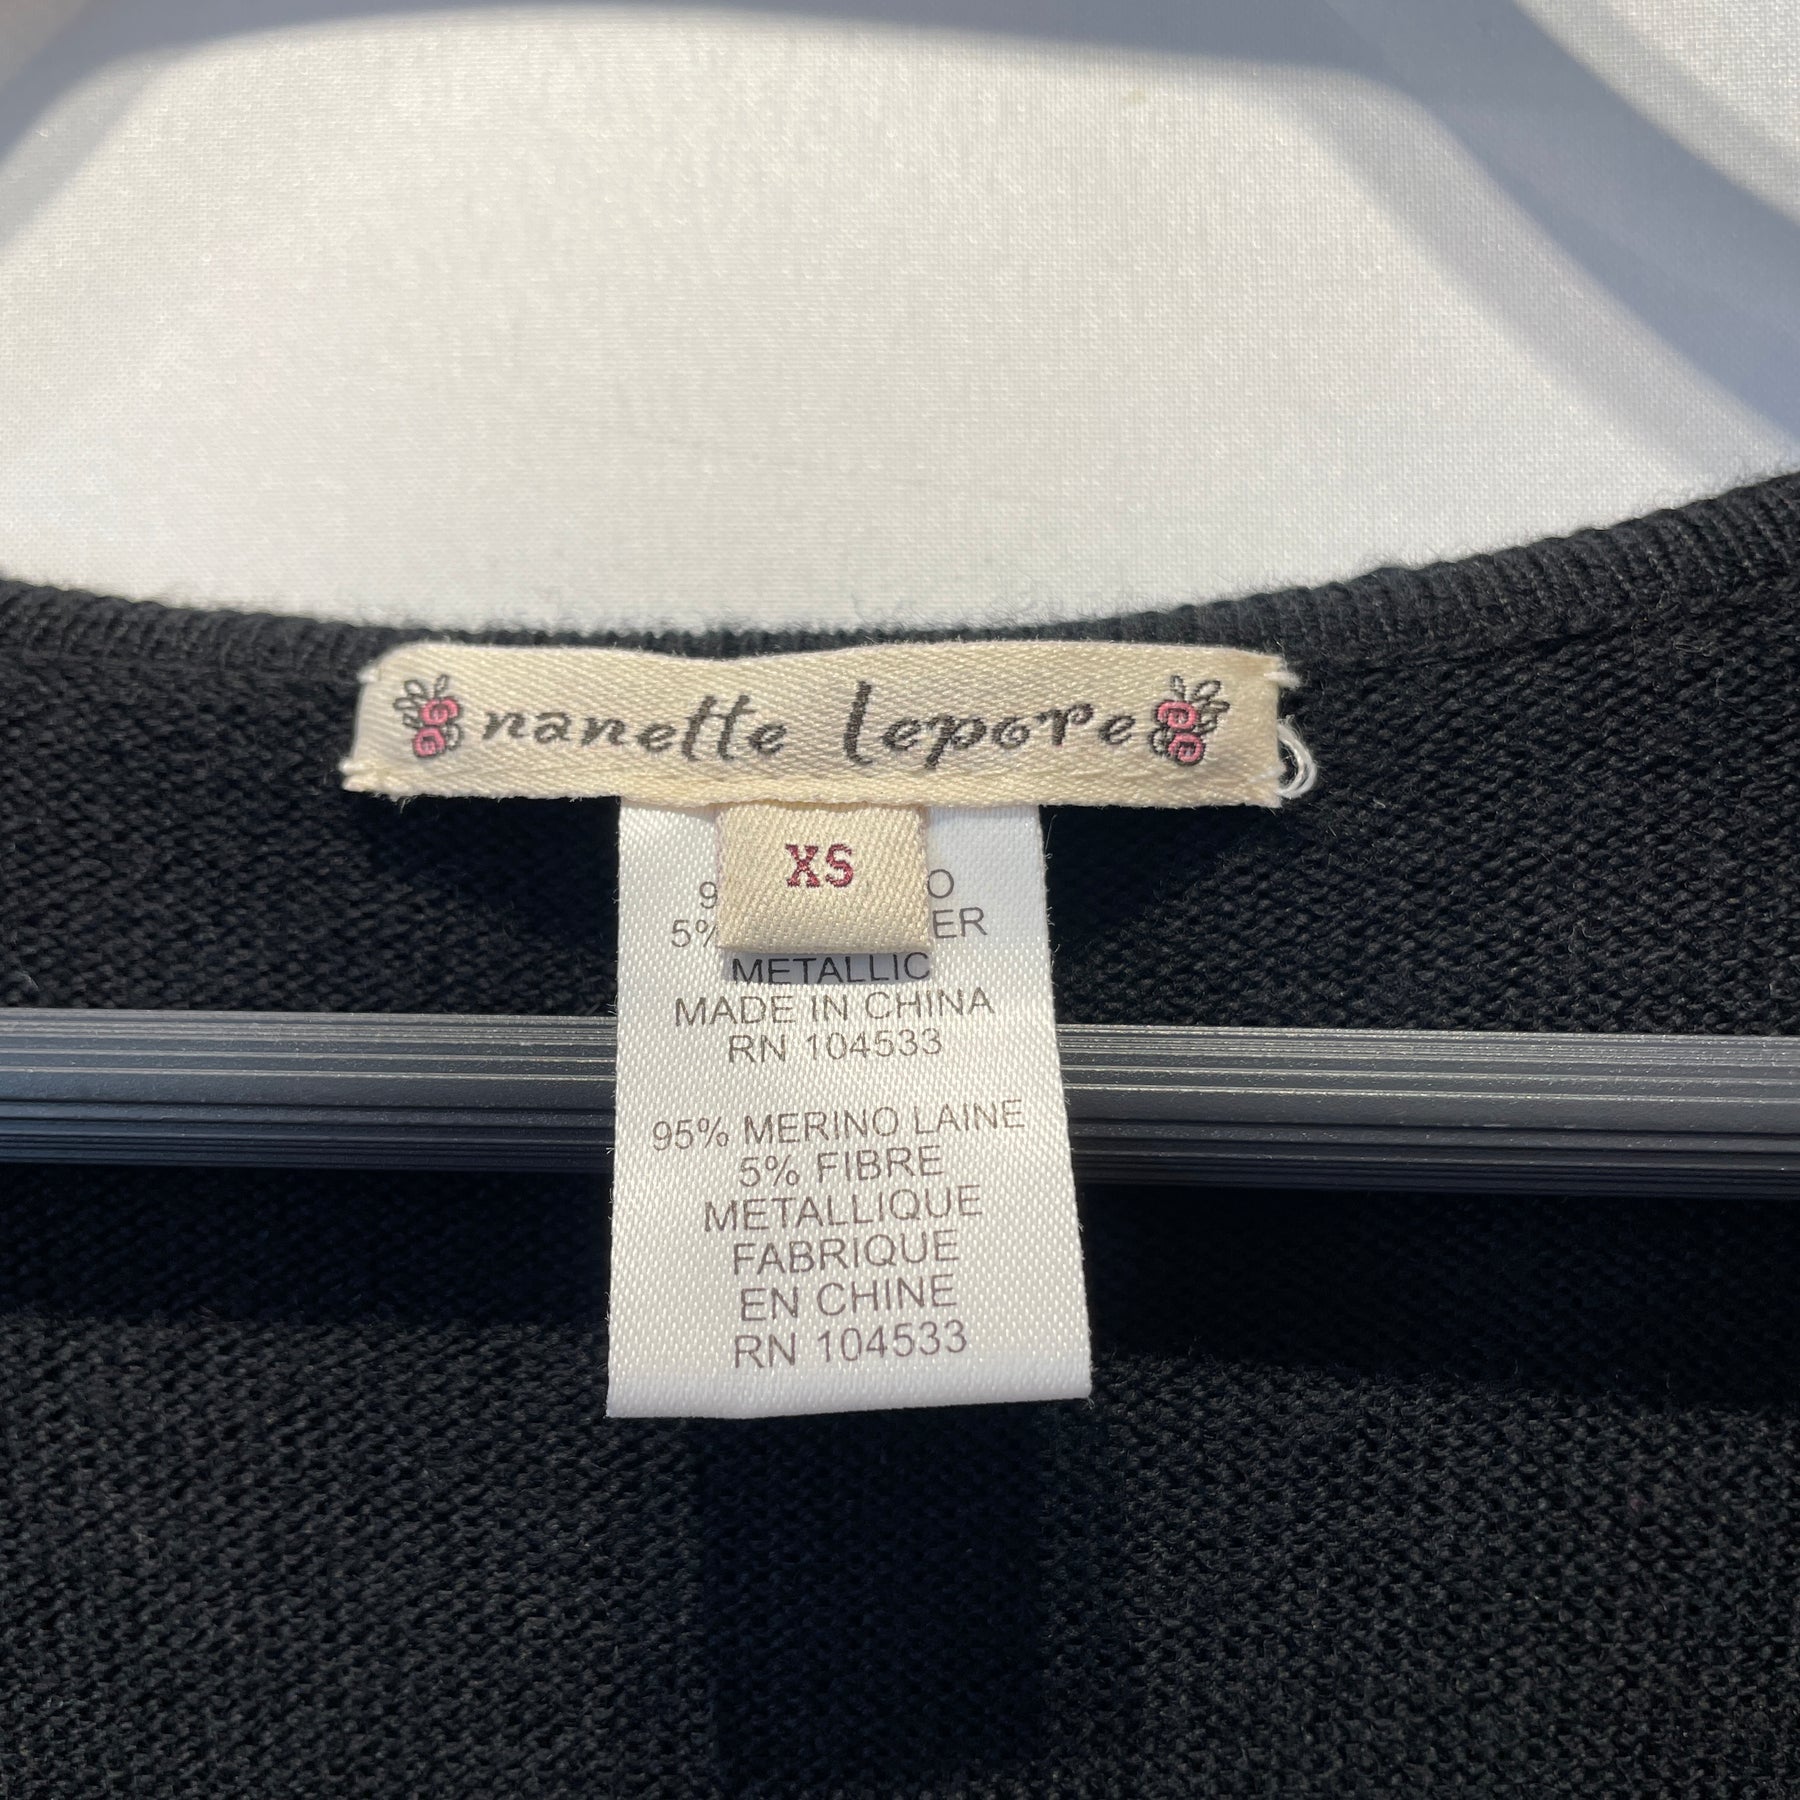 nanette lepore
XS
5%
METALLIC
MADE IN CHINA
RN 104533
95% MERINO LAINE
5% FIBRE
METALLIQUE
FABRIQUE
EN CHINE
RN 104533